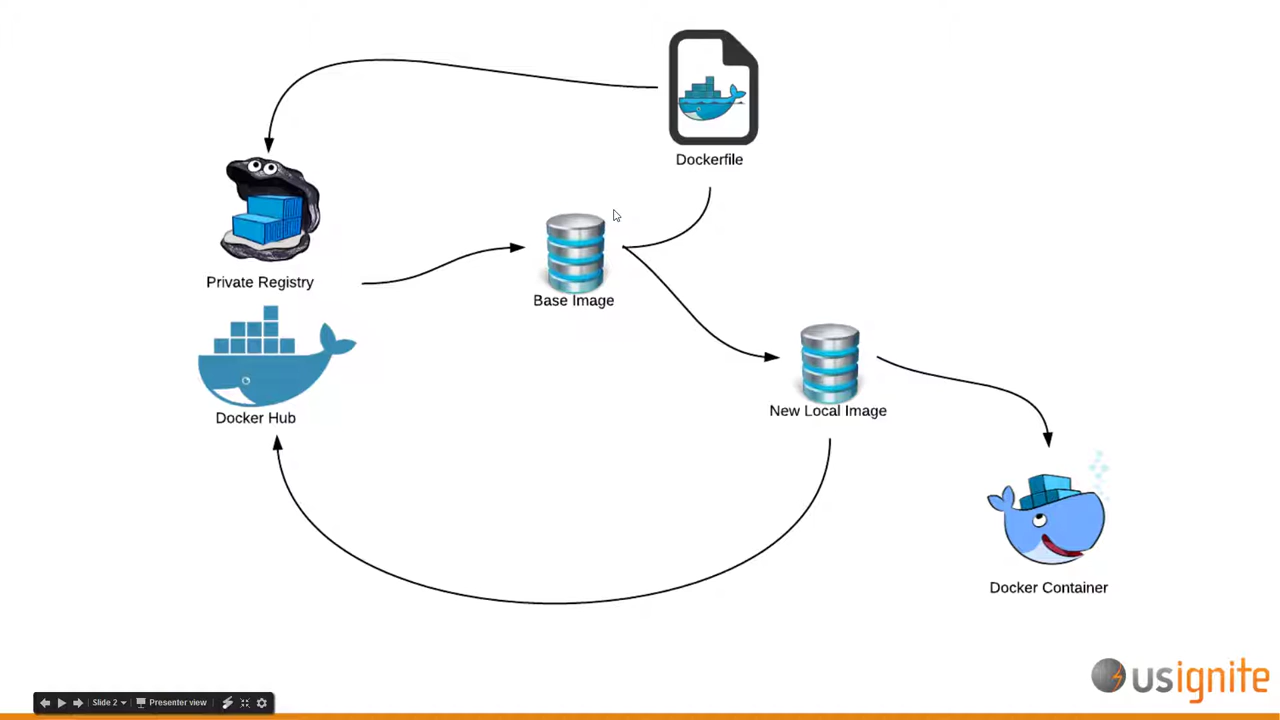 Dockerfile
Private Registry
Base Image
Docker Hub
New Local Image
Docker Container
usignite
Slide 2
Presenter view